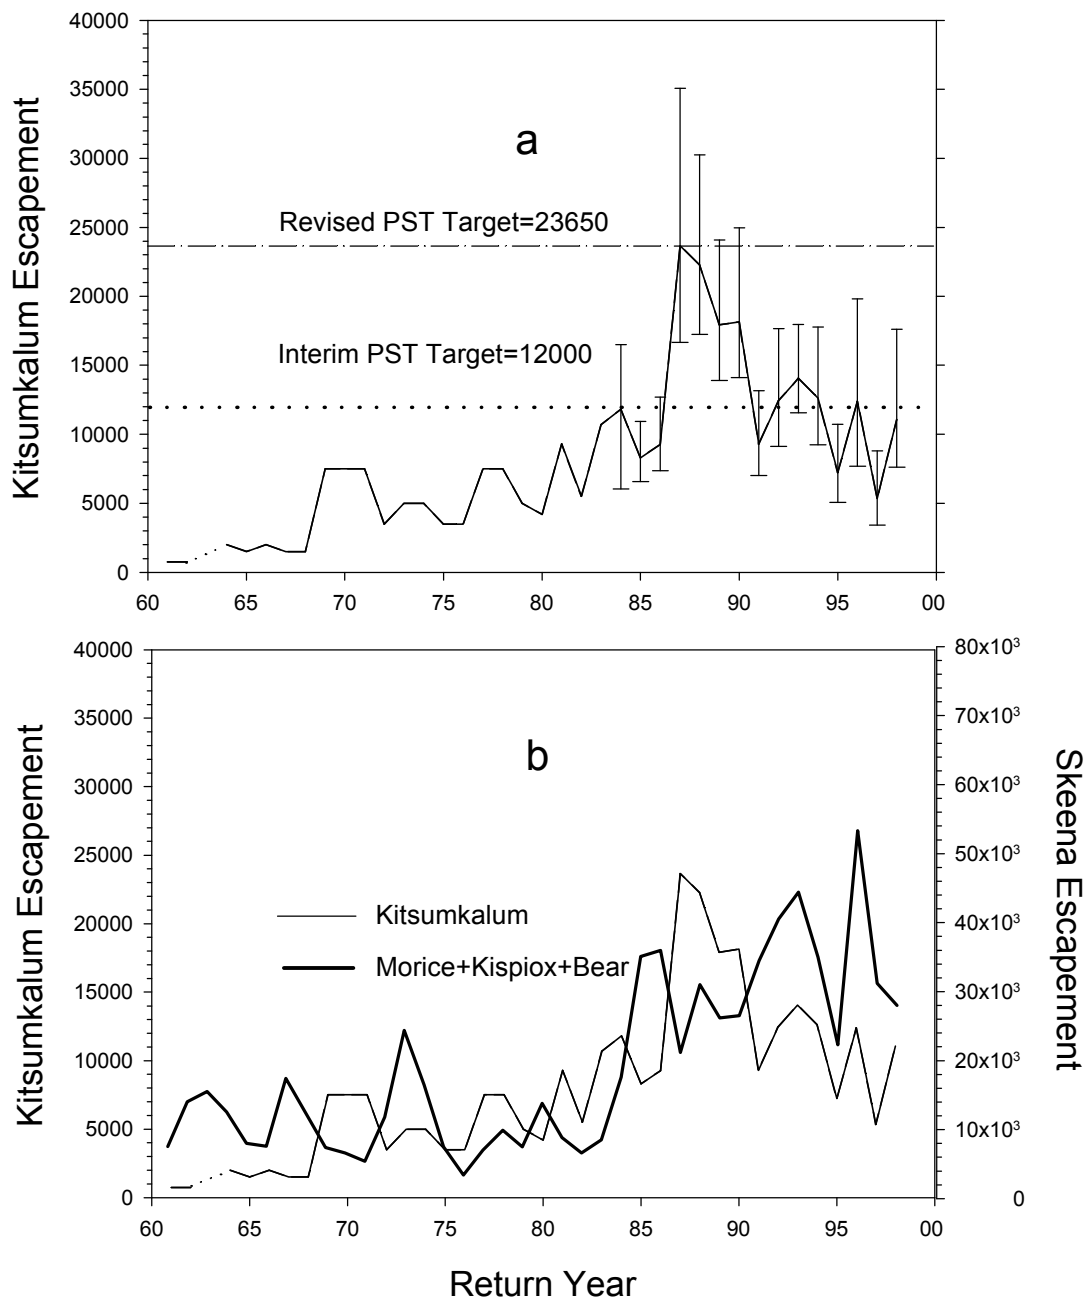 40000
35000
30000
25000
20000
15000
10000
5000
0
Kitsumkalum Escapement
a
Revised PST Target=23650
Interim PST Target=12000
60 65 70 75 80 85 90 95 00
40000
35000
30000
25000
20000
15000
10000
5000
0
Kitsumkalum Escapement
b
Kitsumkalum
Morice+Kispiox+Bear
80x10³
70x10³
60x10³
50x10³
40x10³
30x10³
20x10³
10x10³
0
Skeena Escapement
60 65 70 75 80 85 90 95 00
Return Year